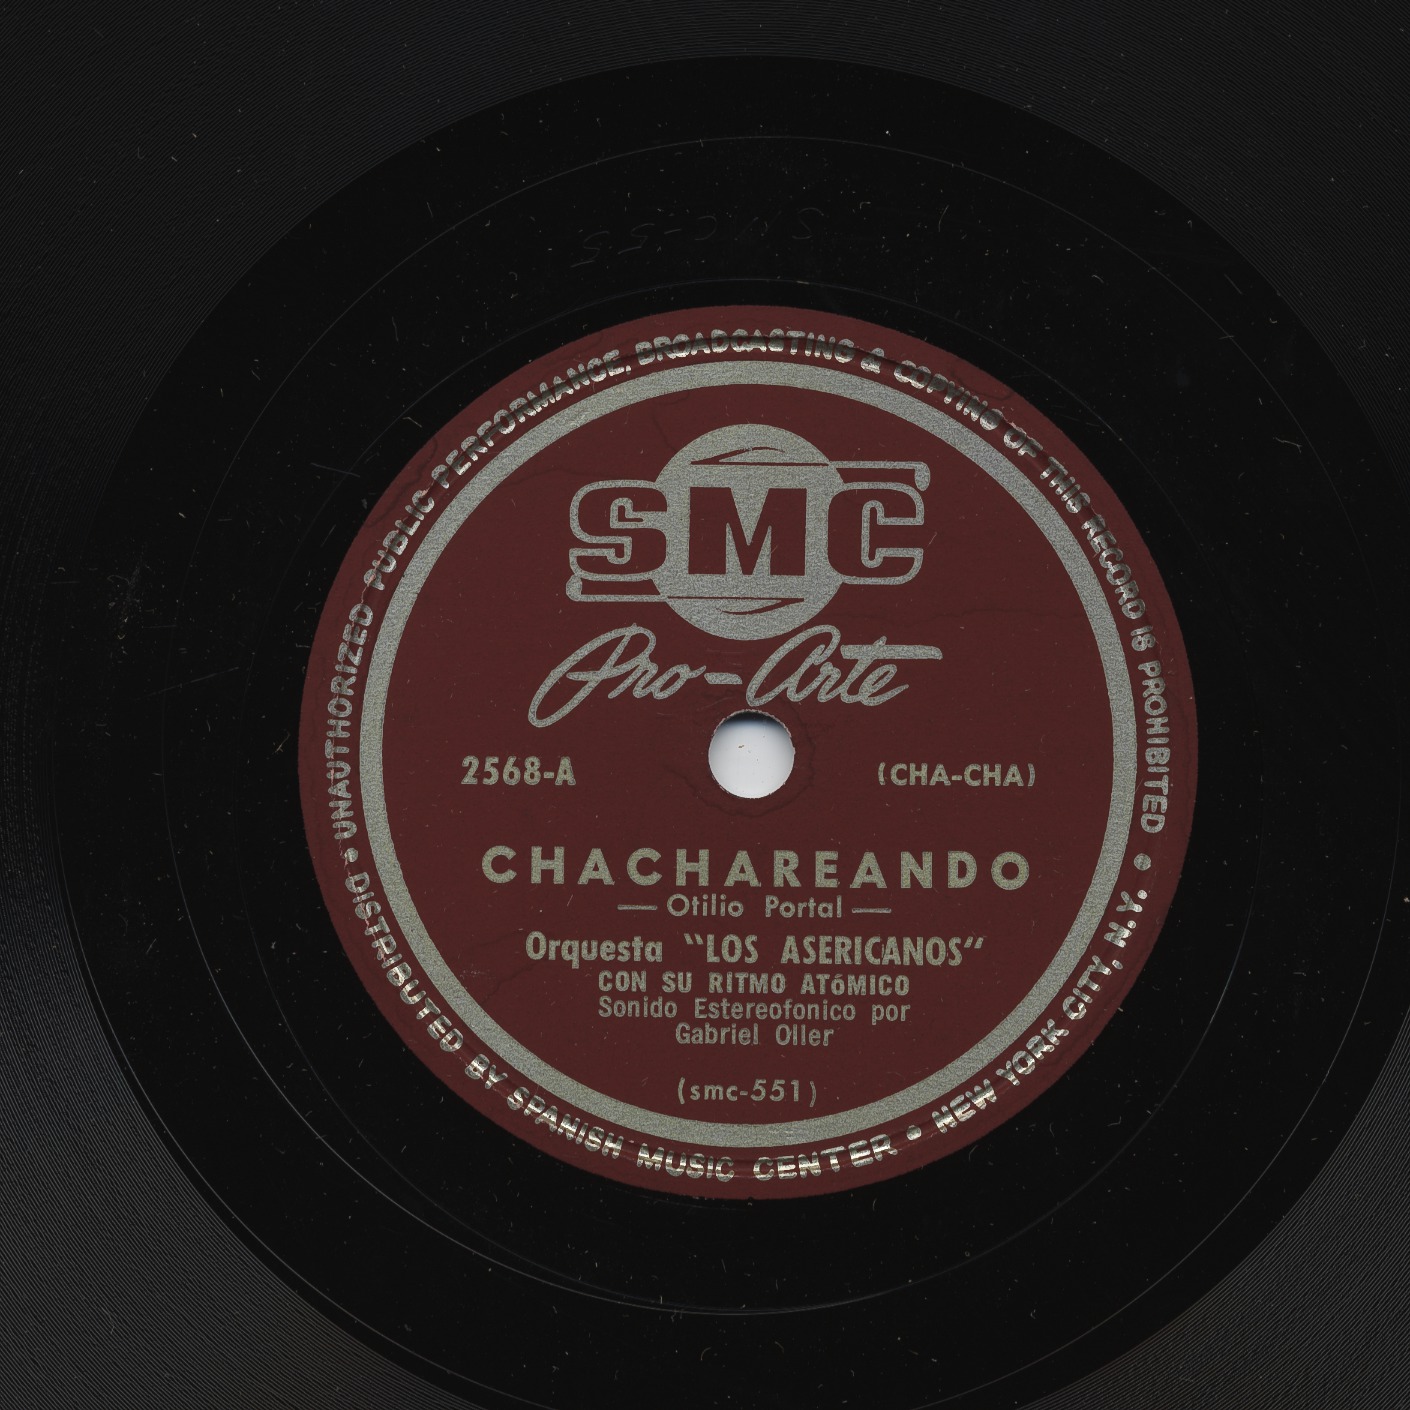 UNAUTHORIZED PUBLIC PERFORMANCE, BROADCASTING & COPYING OF THIS RECORD IS PROHIBITED
SMC
Pro-Arte
2568-A
(CHA-CHA)
CHACHAREANDO
— Otilio Portal —
Orquesta "LOS ASERICANOS"
CON SU RITMO ATóMICO
Sonido Estereofonico por
Gabriel Oller
(smc-551)
• DISTRIBUTED BY SPANISH MUSIC CENTER • NEW YORK CITY, N.Y. •